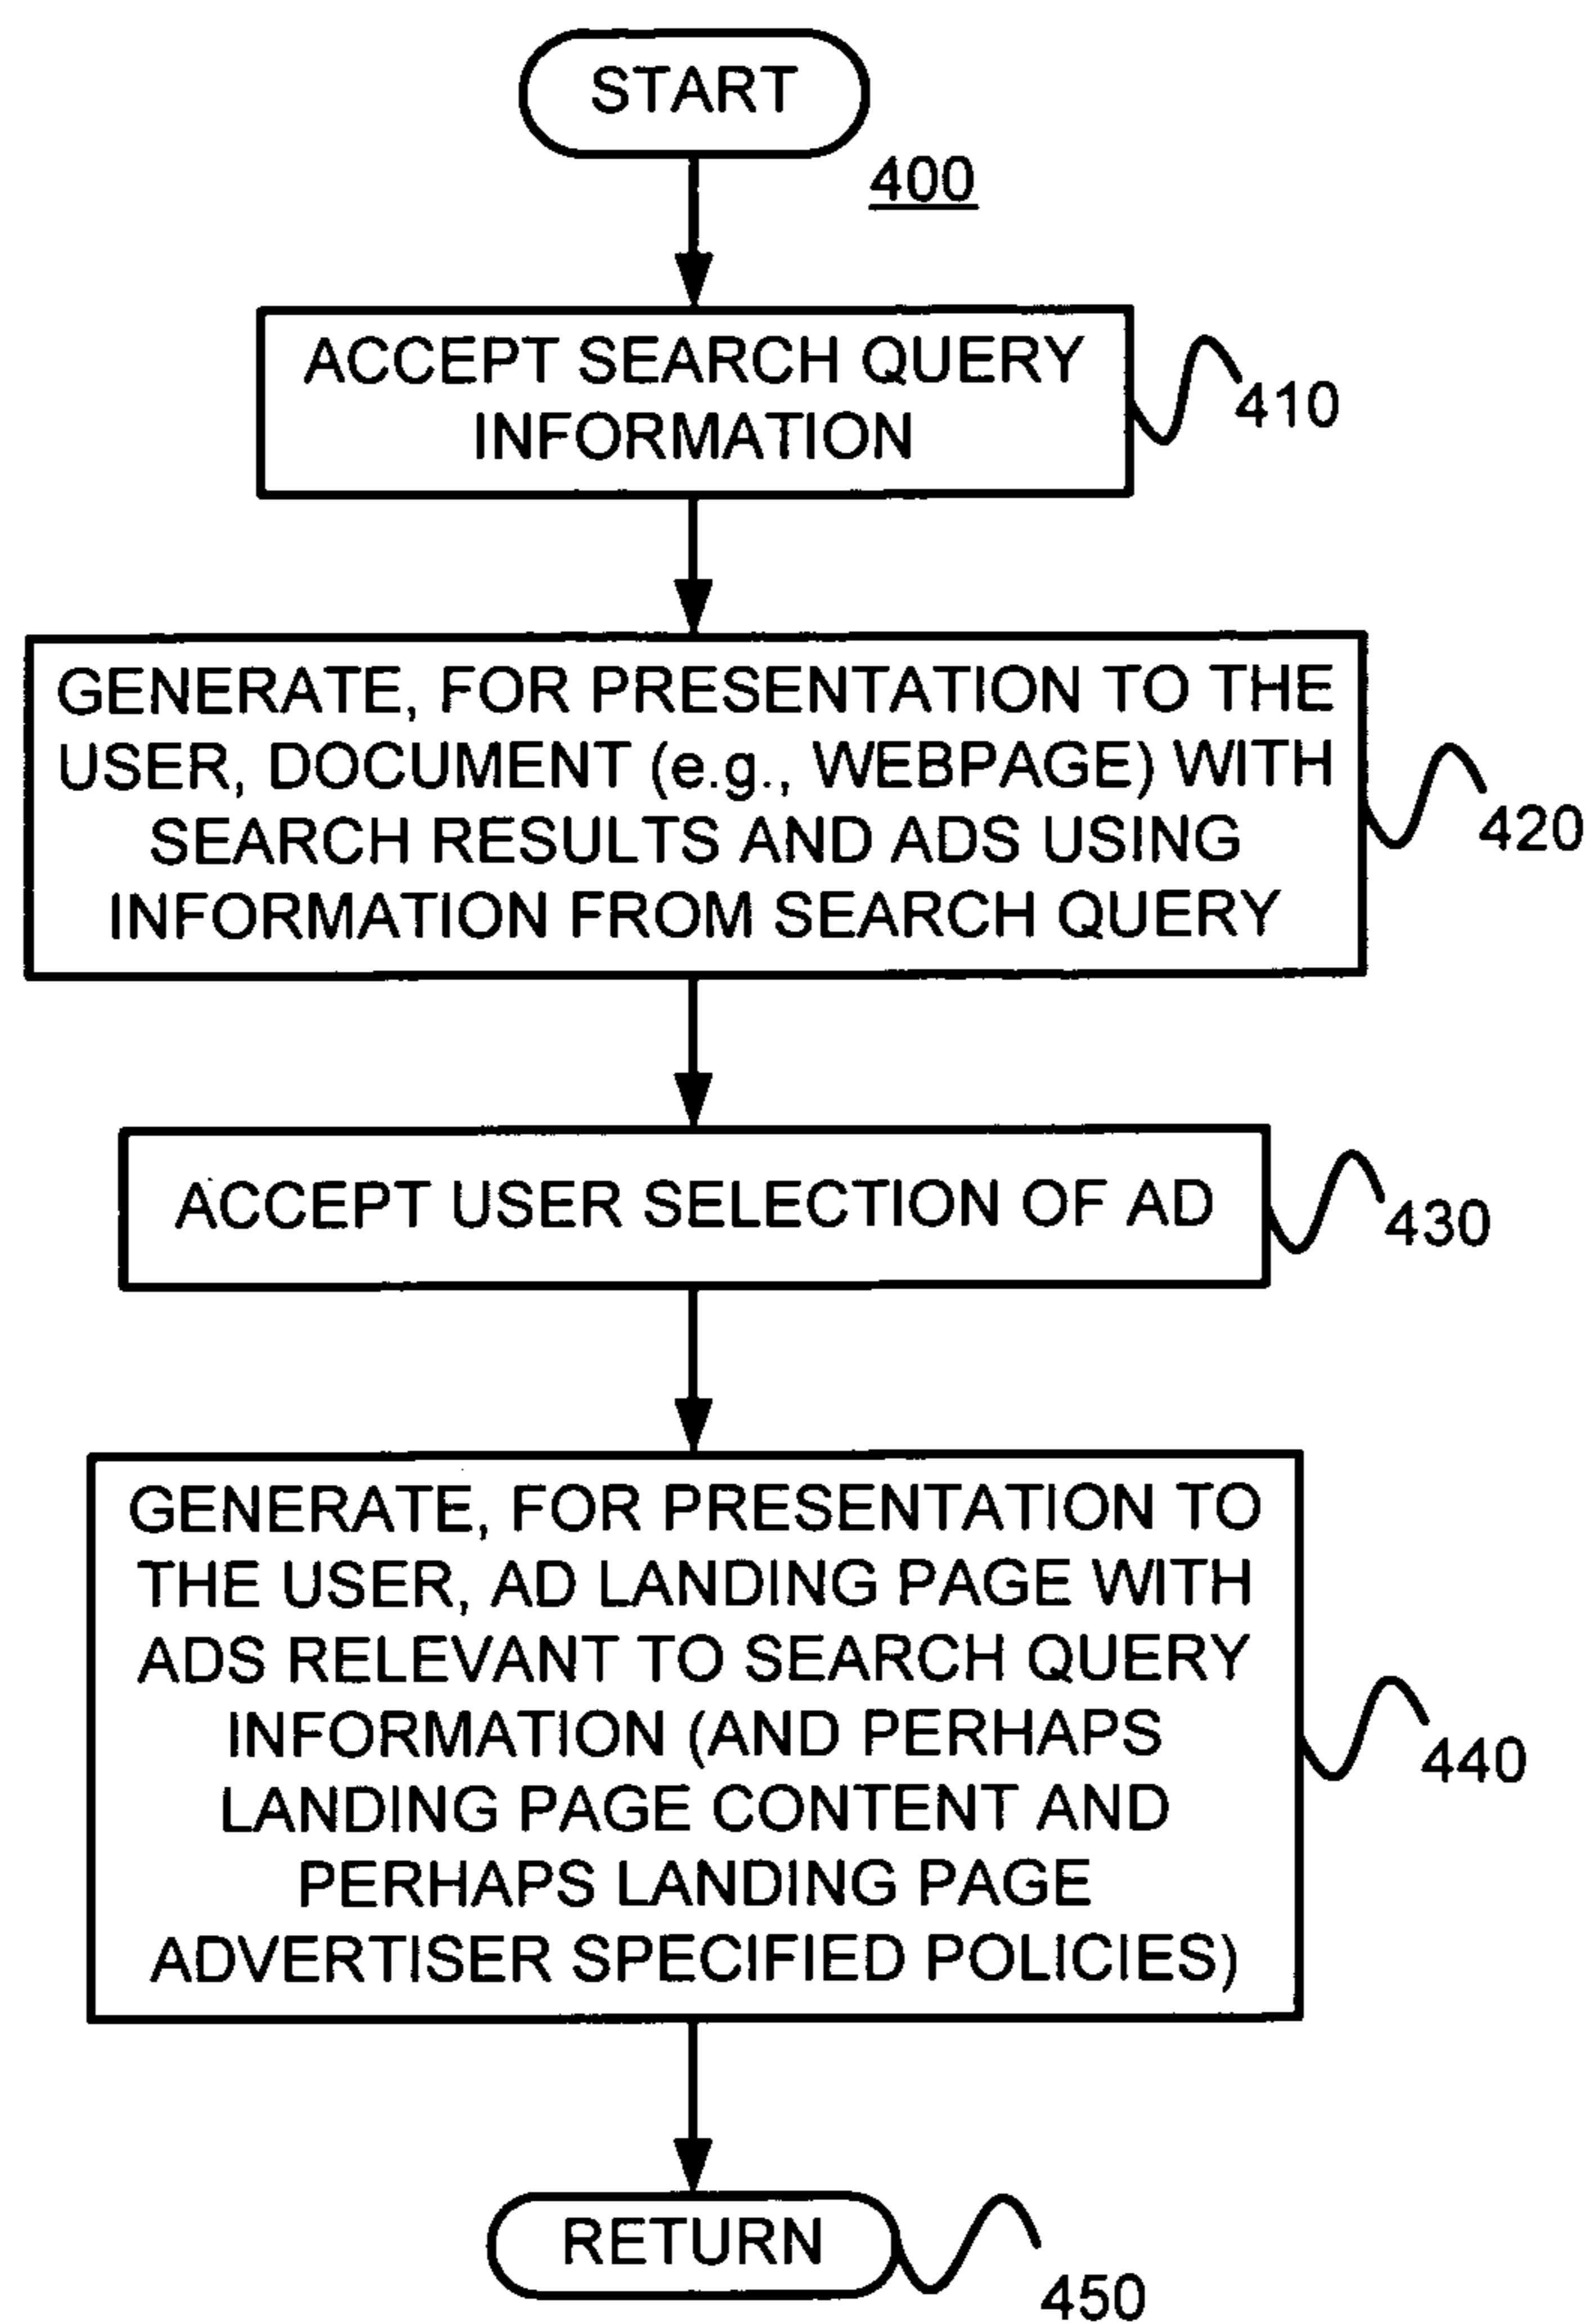 START
400
ACCEPT SEARCH QUERY
INFORMATION
410
GENERATE, FOR PRESENTATION TO THE
USER, DOCUMENT (e.g., WEBPAGE) WITH
SEARCH RESULTS AND ADS USING
INFORMATION FROM SEARCH QUERY
420
ACCEPT USER SELECTION OF AD
430
GENERATE, FOR PRESENTATION TO
THE USER, AD LANDING PAGE WITH
ADS RELEVANT TO SEARCH QUERY
INFORMATION (AND PERHAPS
LANDING PAGE CONTENT AND
PERHAPS LANDING PAGE
ADVERTISER SPECIFIED POLICIES)
440
RETURN
450